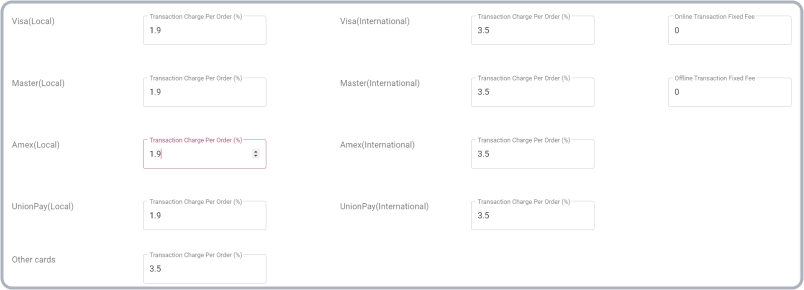 Visa(Local)
Transaction Charge Per Order (%)
1.9
Visa(International)
Transaction Charge Per Order (%)
3.5
Online Transaction Fixed Fee
0
Master(Local)
Transaction Charge Per Order (%)
1.9
Master(International)
Transaction Charge Per Order (%)
3.5
Offline Transaction Fixed Fee
0
Amex(Local)
Transaction Charge Per Order (%)
1.9
Amex(International)
Transaction Charge Per Order (%)
3.5
UnionPay(Local)
Transaction Charge Per Order (%)
1.9
UnionPay(International)
Transaction Charge Per Order (%)
3.5
Other cards
Transaction Charge Per Order (%)
3.5